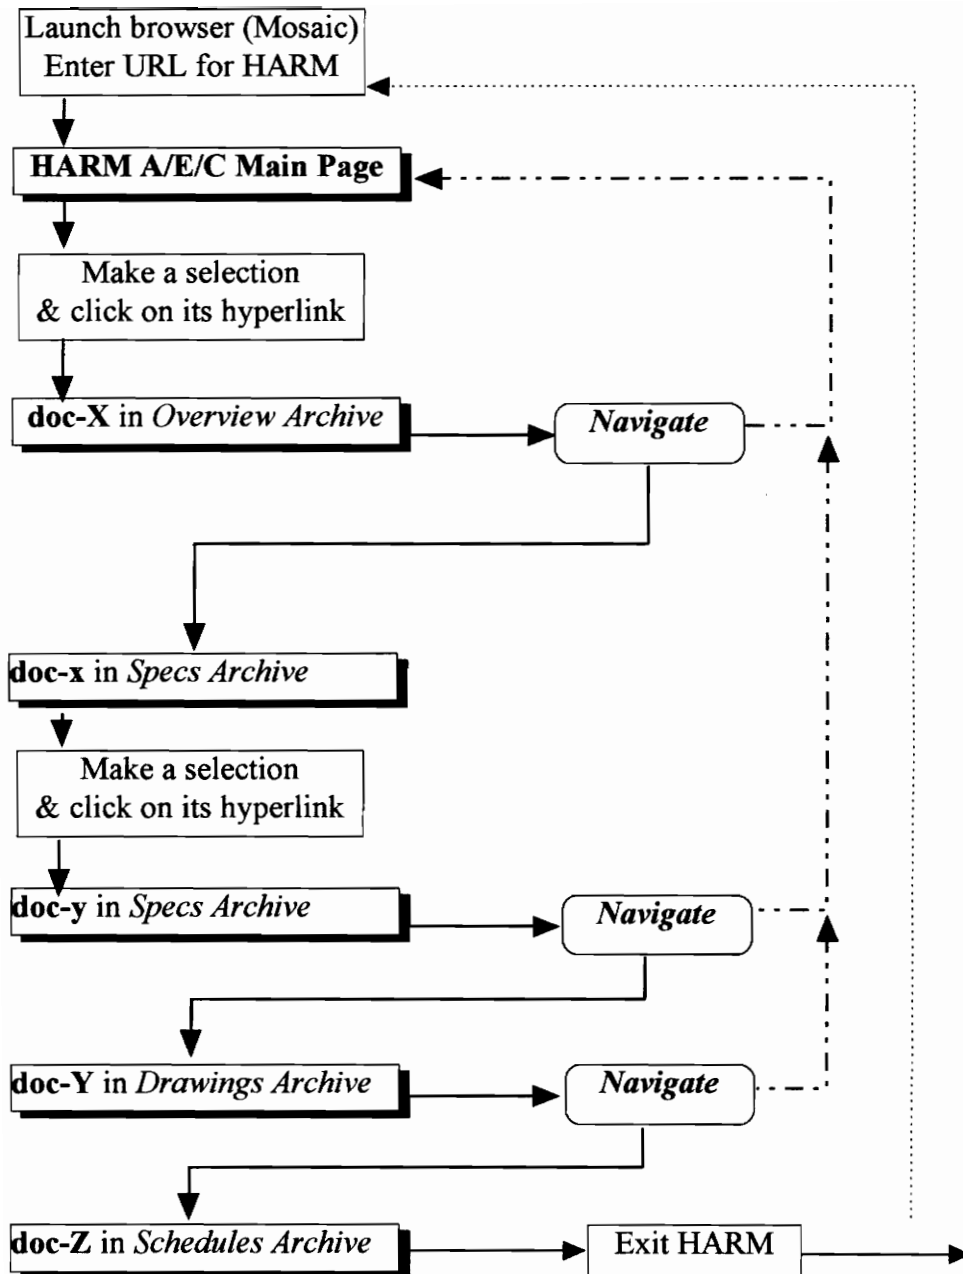 Launch browser (Mosaic)
Enter URL for HARM
HARM A/E/C Main Page
Make a selection
& click on its hyperlink
doc-X in Overview Archive
Navigate
doc-x in Specs Archive
Make a selection
& click on its hyperlink
doc-y in Specs Archive
Navigate
doc-Y in Drawings Archive
Navigate
doc-Z in Schedules Archive
Exit HARM